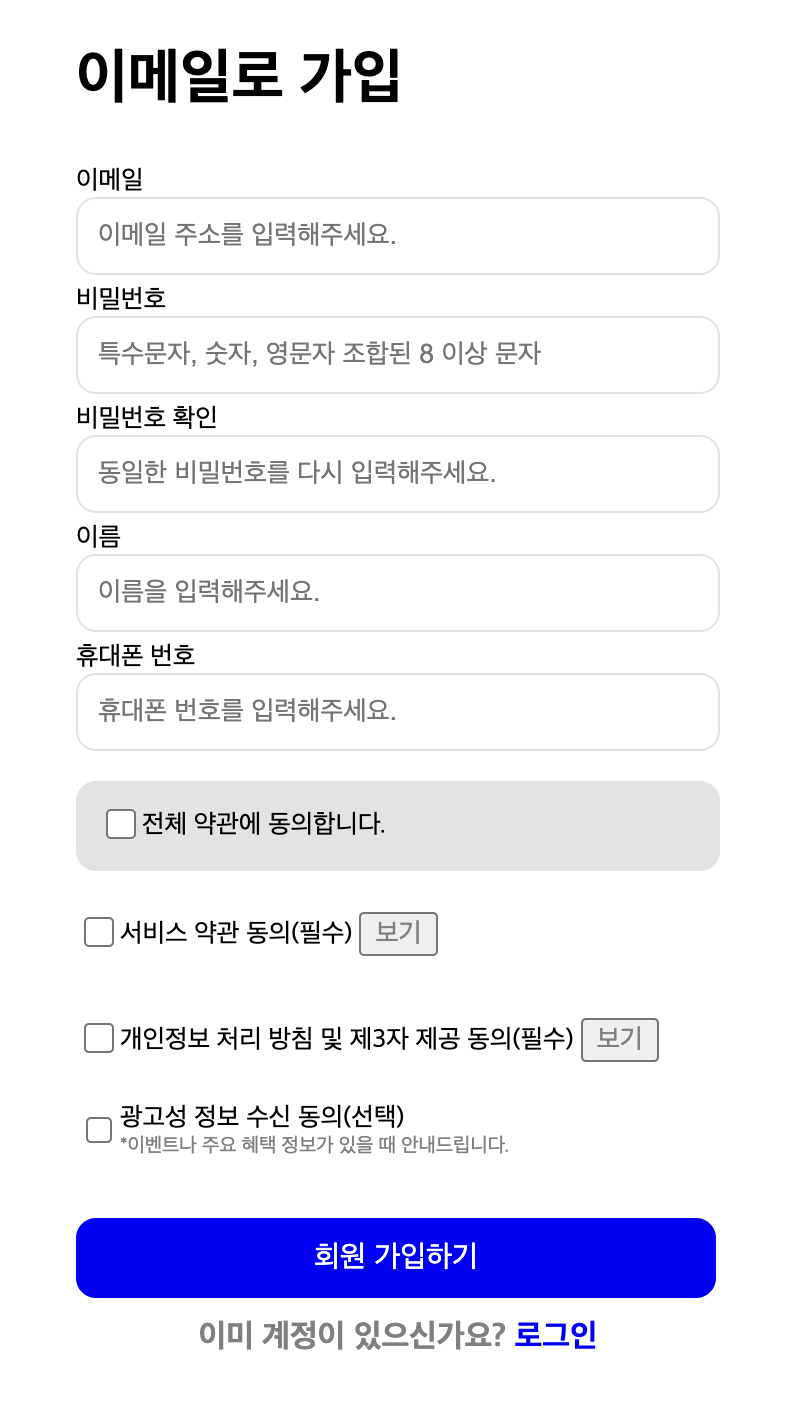 이메일로 가입
이메일
이메일 주소를 입력해주세요.
비밀번호
특수문자, 숫자, 영문자 조합된 8 이상 문자
비밀번호 확인
동일한 비밀번호를 다시 입력해주세요.
이름
이름을 입력해주세요.
휴대폰 번호
휴대폰 번호를 입력해주세요.
전체 약관에 동의합니다.
서비스 약관 동의(필수) 보기
개인정보 처리 방침 및 제3자 제공 동의(필수) 보기
광고성 정보 수신 동의(선택)
*이벤트나 주요 혜택 정보가 있을 때 안내드립니다.
회원 가입하기
이미 계정이 있으신가요? 로그인